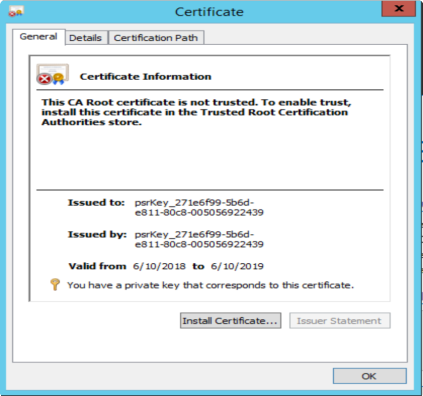 Certificate
x
General Details Certification Path
Certificate Information
This CA Root certificate is not trusted. To enable trust,
install this certificate in the Trusted Root Certification
Authorities store.
Issued to: psrKey_271e6f99-5b6d-
e811-80c8-005056922439
Issued by: psrKey_271e6f99-5b6d-
e811-80c8-005056922439
Valid from 6/10/2018 to 6/10/2019
You have a private key that corresponds to this certificate.
Install Certificate... Issuer Statement
OK